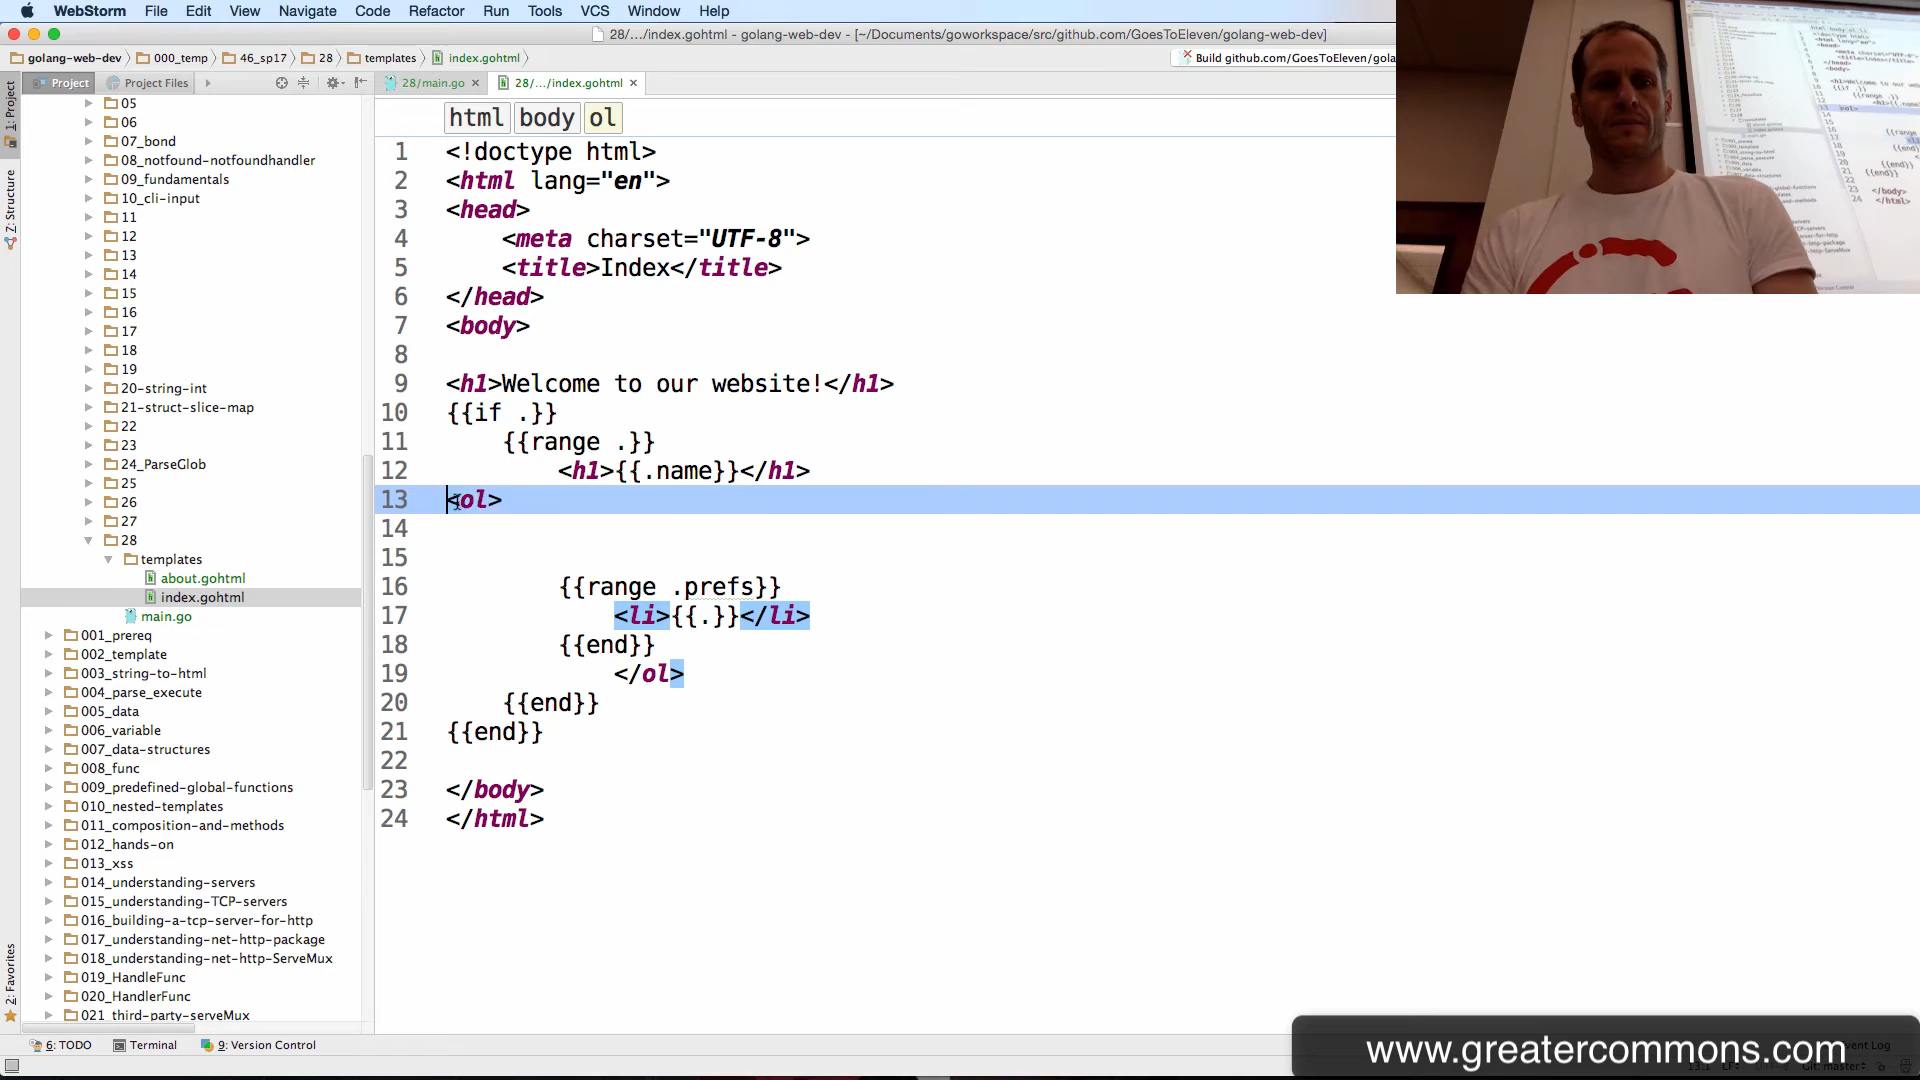 WebStorm File Edit View Navigate Code Refactor Run Tools VCS Window Help
28/.../index.gohtml - golang-web-dev - [~/Documents/goworkspace/src/github.com/GoesToEleven/golang-web-dev]
golang-web-dev 000_temp 46_sp17 28 templates index.gohtml
Build github.com/GoesToEleven/gola
Project Project Files
28/main.go 28/.../index.gohtml
1: Project
Z: Structure
2: Favorites
05
06
07_bond
08_notfound-notfoundhandler
09_fundamentals
10_cli-input
11
12
13
14
15
16
17
18
19
20-string-int
21-struct-slice-map
22
23
24_ParseGlob
25
26
27
28
templates
about.gohtml
index.gohtml
main.go
001_prereq
002_template
003_string-to-html
004_parse_execute
005_data
006_variable
007_data-structures
008_func
009_predefined-global-functions
010_nested-templates
011_composition-and-methods
012_hands-on
013_xss
014_understanding-servers
015_understanding-TCP-servers
016_building-a-tcp-server-for-http
017_understanding-net-http-package
018_understanding-net-http-ServeMux
019_HandleFunc
020_HandlerFunc
021_third-party-serveMux
html body ol
1 <!doctype html>
2 <html lang="en">
3 <head>
4 <meta charset="UTF-8">
5 <title>Index</title>
6 </head>
7 <body>
8
9 <h1>Welcome to our website!</h1>
10 {{if .}}
11 {{range .}}
12 <h1>{{.name}}</h1>
13 <ol>
14
15
16 {{range .prefs}}
17 <li>{{.}}</li>
18 {{end}}
19 </ol>
20 {{end}}
21 {{end}}
22
23 </body>
24 </html>
6: TODO Terminal 9: Version Control
www.greatercommons.com